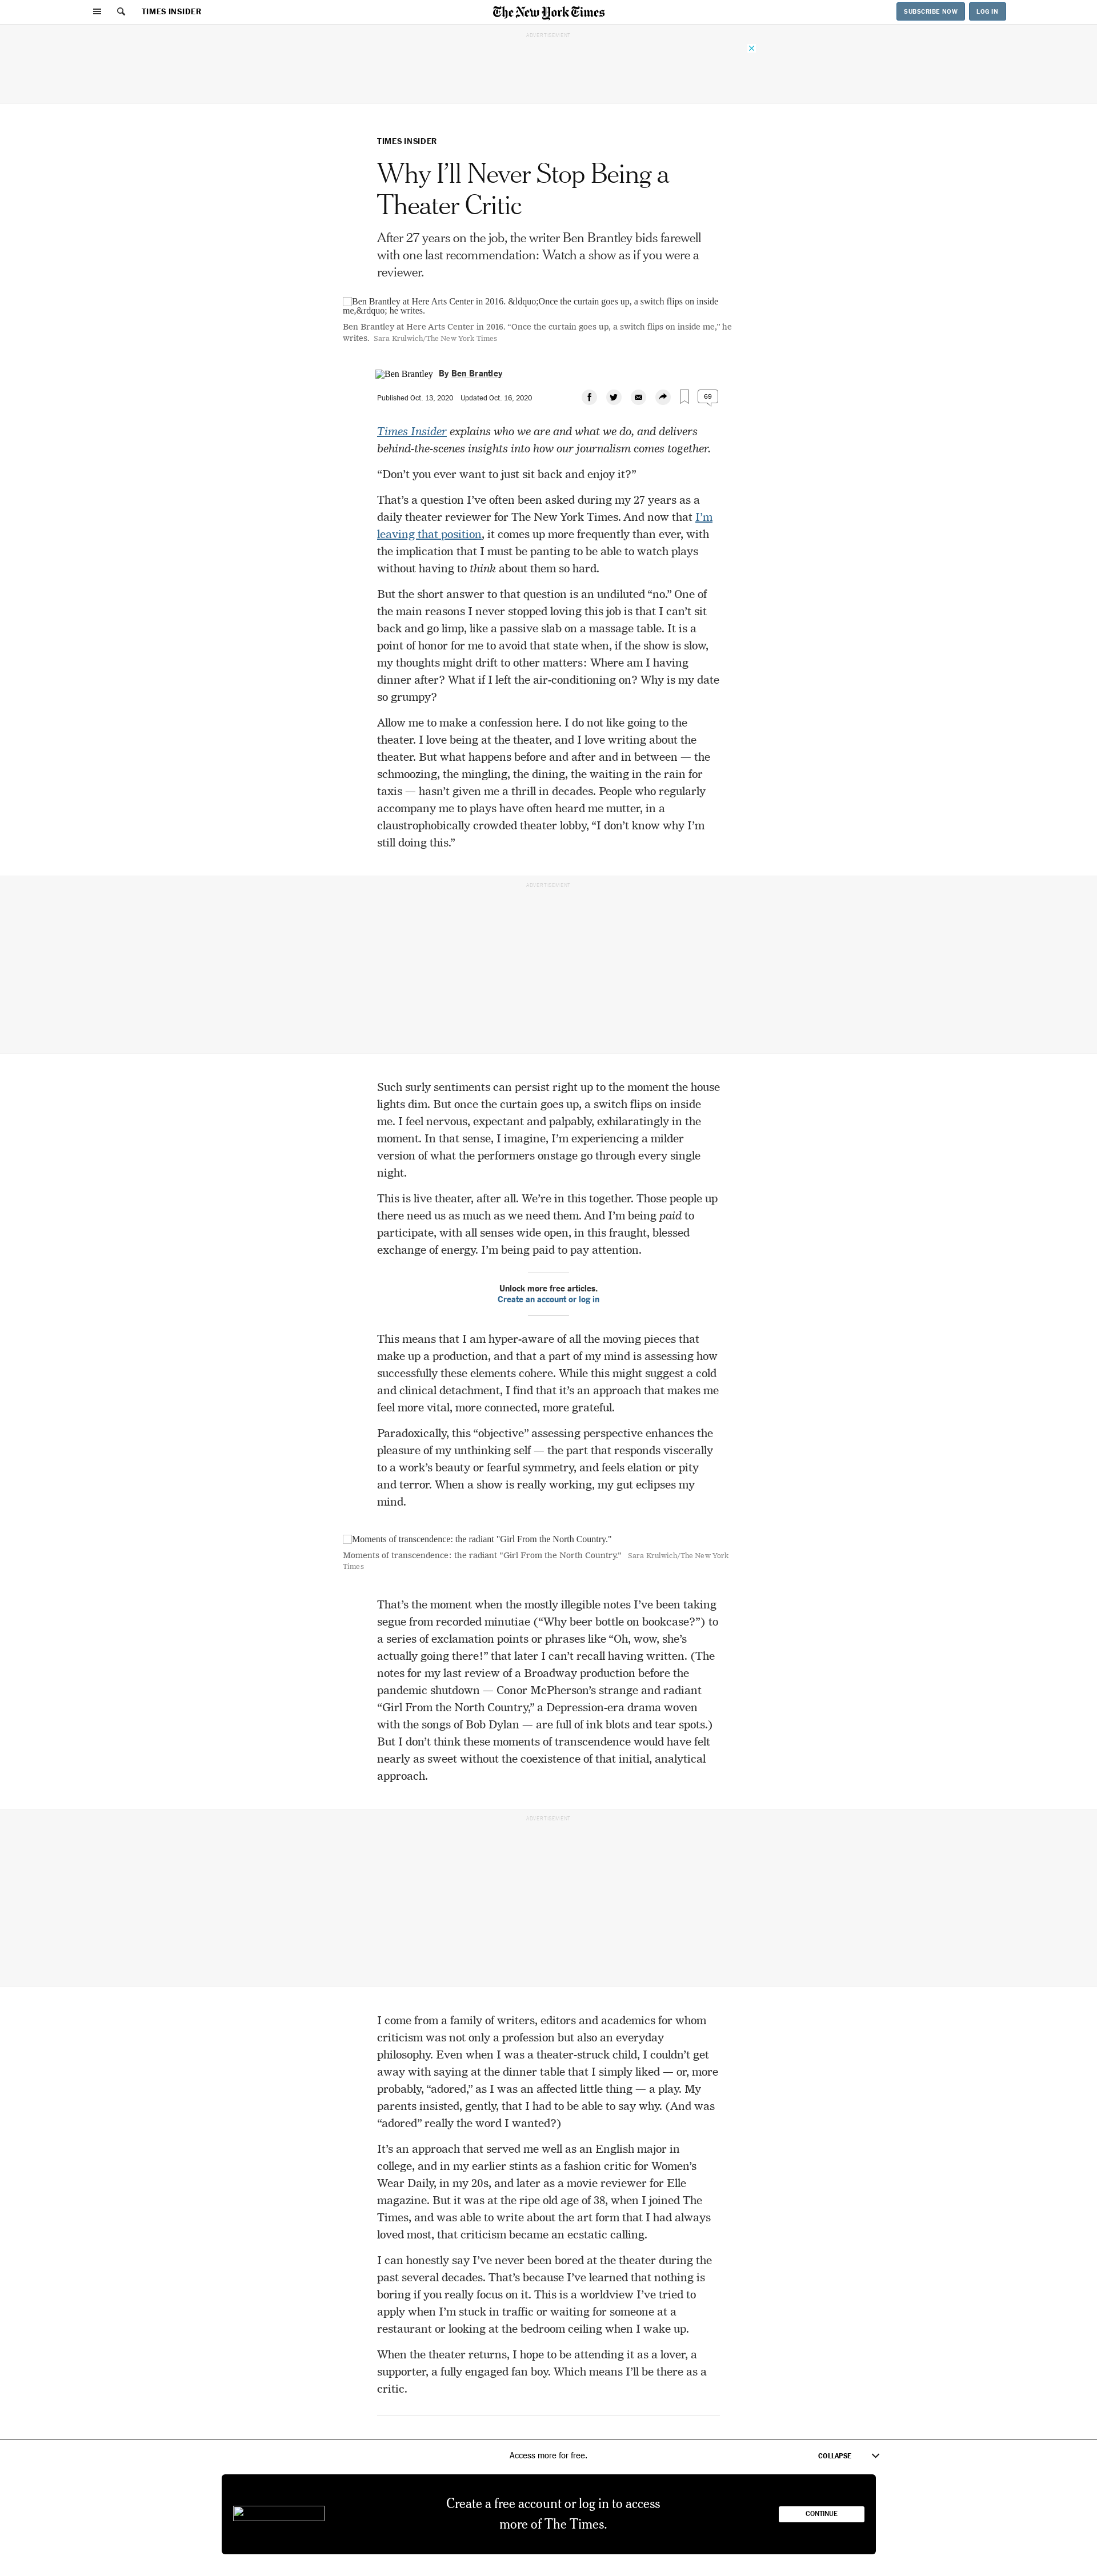 TIMES INSIDER
The New York Times
SUBSCRIBE NOW
LOG IN
ADVERTISEMENT
TIMES INSIDER
Why I’ll Never Stop Being a
Theater Critic
After 27 years on the job, the writer Ben Brantley bids farewell
with one last recommendation: Watch a show as if you were a
reviewer.
Ben Brantley at Here Arts Center in 2016. &ldquo;Once the curtain goes up, a switch flips on inside
me,&rdquo; he writes.
Ben Brantley at Here Arts Center in 2016. “Once the curtain goes up, a switch flips on inside me,” he
writes. Sara Krulwich/The New York Times
Ben Brantley By Ben Brantley
Published Oct. 13, 2020 Updated Oct. 16, 2020
69
Times Insider explains who we are and what we do, and delivers
behind-the-scenes insights into how our journalism comes together.
“Don’t you ever want to just sit back and enjoy it?”
That’s a question I’ve often been asked during my 27 years as a
daily theater reviewer for The New York Times. And now that I’m
leaving that position, it comes up more frequently than ever, with
the implication that I must be panting to be able to watch plays
without having to think about them so hard.
But the short answer to that question is an undiluted “no.” One of
the main reasons I never stopped loving this job is that I can’t sit
back and go limp, like a passive slab on a massage table. It is a
point of honor for me to avoid that state when, if the show is slow,
my thoughts might drift to other matters: Where am I having
dinner after? What if I left the air-conditioning on? Why is my date
so grumpy?
Allow me to make a confession here. I do not like going to the
theater. I love being at the theater, and I love writing about the
theater. But what happens before and after and in between — the
schmoozing, the mingling, the dining, the waiting in the rain for
taxis — hasn’t given me a thrill in decades. People who regularly
accompany me to plays have often heard me mutter, in a
claustrophobically crowded theater lobby, “I don’t know why I’m
still doing this.”
ADVERTISEMENT
Such surly sentiments can persist right up to the moment the house
lights dim. But once the curtain goes up, a switch flips on inside
me. I feel nervous, expectant and palpably, exhilaratingly in the
moment. In that sense, I imagine, I’m experiencing a milder
version of what the performers onstage go through every single
night.
This is live theater, after all. We’re in this together. Those people up
there need us as much as we need them. And I’m being paid to
participate, with all senses wide open, in this fraught, blessed
exchange of energy. I’m being paid to pay attention.
Unlock more free articles.
Create an account or log in
This means that I am hyper-aware of all the moving pieces that
make up a production, and that a part of my mind is assessing how
successfully these elements cohere. While this might suggest a cold
and clinical detachment, I find that it’s an approach that makes me
feel more vital, more connected, more grateful.
Paradoxically, this “objective” assessing perspective enhances the
pleasure of my unthinking self — the part that responds viscerally
to a work’s beauty or fearful symmetry, and feels elation or pity
and terror. When a show is really working, my gut eclipses my
mind.
Moments of transcendence: the radiant "Girl From the North Country."
Moments of transcendence: the radiant "Girl From the North Country." Sara Krulwich/The New York
Times
That’s the moment when the mostly illegible notes I’ve been taking
segue from recorded minutiae (“Why beer bottle on bookcase?”) to
a series of exclamation points or phrases like “Oh, wow, she’s
actually going there!” that later I can’t recall having written. (The
notes for my last review of a Broadway production before the
pandemic shutdown — Conor McPherson’s strange and radiant
“Girl From the North Country,” a Depression-era drama woven
with the songs of Bob Dylan — are full of ink blots and tear spots.)
But I don’t think these moments of transcendence would have felt
nearly as sweet without the coexistence of that initial, analytical
approach.
ADVERTISEMENT
I come from a family of writers, editors and academics for whom
criticism was not only a profession but also an everyday
philosophy. Even when I was a theater-struck child, I couldn’t get
away with saying at the dinner table that I simply liked — or, more
probably, “adored,” as I was an affected little thing — a play. My
parents insisted, gently, that I had to be able to say why. (And was
“adored” really the word I wanted?)
It’s an approach that served me well as an English major in
college, and in my earlier stints as a fashion critic for Women’s
Wear Daily, in my 20s, and later as a movie reviewer for Elle
magazine. But it was at the ripe old age of 38, when I joined The
Times, and was able to write about the art form that I had always
loved most, that criticism became an ecstatic calling.
I can honestly say I’ve never been bored at the theater during the
past several decades. That’s because I’ve learned that nothing is
boring if you really focus on it. This is a worldview I’ve tried to
apply when I’m stuck in traffic or waiting for someone at a
restaurant or looking at the bedroom ceiling when I wake up.
When the theater returns, I hope to be attending it as a lover, a
supporter, a fully engaged fan boy. Which means I’ll be there as a
critic.
Access more for free.
COLLAPSE
Create a free account or log in to access
more of The Times.
CONTINUE